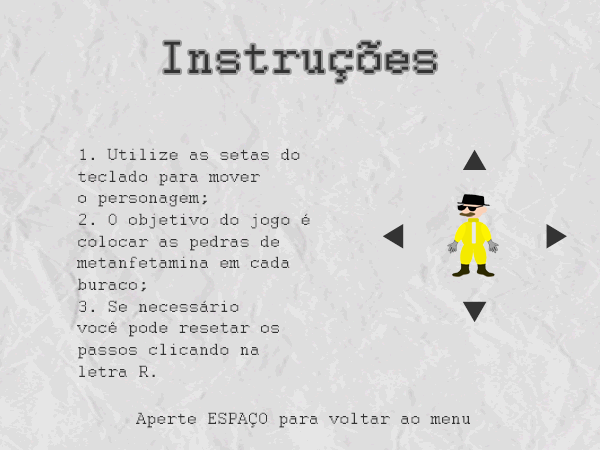 Instruções
1. Utilize as setas do
teclado para mover
o personagem;
2. O objetivo do jogo é
colocar as pedras de
metanfetamina em cada
buraco;
3. Se necessário
você pode resetar os
passos clicando na
letra R.
Aperte ESPAÇO para voltar ao menu